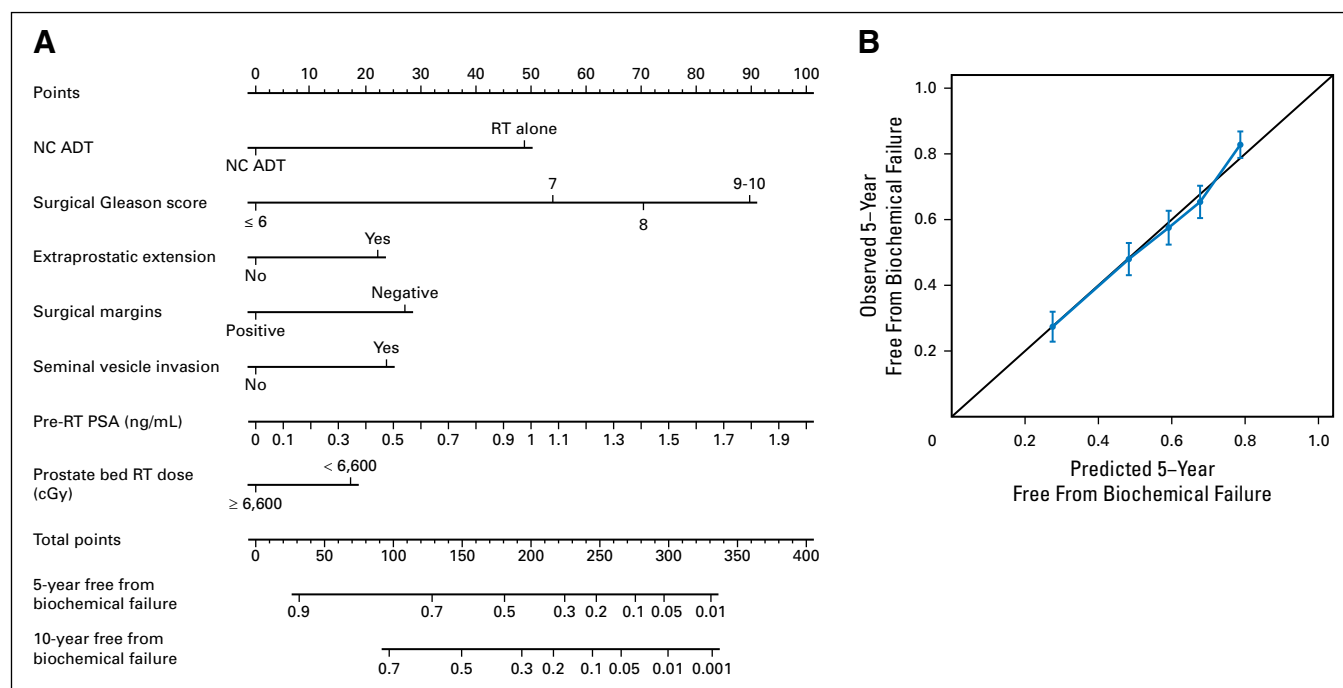 A
Points
0 10 20 30 40 50 60 70 80 90 100
NC ADT
RT alone
NC ADT
Surgical Gleason score
7
9-10
≤ 6
8
Extraprostatic extension
Yes
No
Surgical margins
Negative
Positive
Seminal vesicle invasion
Yes
No
Pre-RT PSA (ng/mL)
0 0.1 0.3 0.5 0.7 0.9 1 1.1 1.3 1.5 1.7 1.9
Prostate bed RT dose
(cGy)
< 6,600
≥ 6,600
Total points
0 50 100 150 200 250 300 350 400
5-year free from
biochemical failure
0.9 0.7 0.5 0.3 0.2 0.1 0.05 0.01
10-year free from
biochemical failure
0.7 0.5 0.3 0.2 0.1 0.05 0.01 0.001
B
Observed 5–Year
Free From Biochemical Failure
1.0
0.8
0.6
0.4
0.2
0 0.2 0.4 0.6 0.8 1.0
Predicted 5–Year
Free From Biochemical Failure